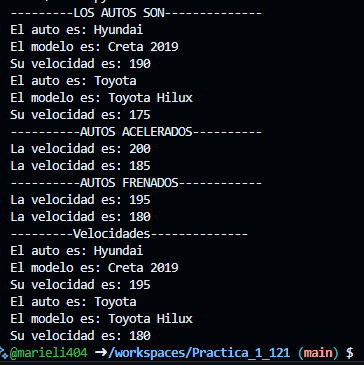 ---------LOS AUTOS SON--------------
El auto es: Hyundai
El modelo es: Creta 2019
Su velocidad es: 190
El auto es: Toyota
El modelo es: Toyota Hilux
Su velocidad es: 175
----------AUTOS ACELERADOS----------
La velocidad es: 200
La velocidad es: 185
----------AUTOS FRENADOS------------
La velocidad es: 195
La velocidad es: 180
----------Velocidades--------------
El auto es: Hyundai
El modelo es: Creta 2019
Su velocidad es: 195
El auto es: Toyota
El modelo es: Toyota Hilux
Su velocidad es: 180
@marieli404 ➜/workspaces/Practica_1_121 (main) $